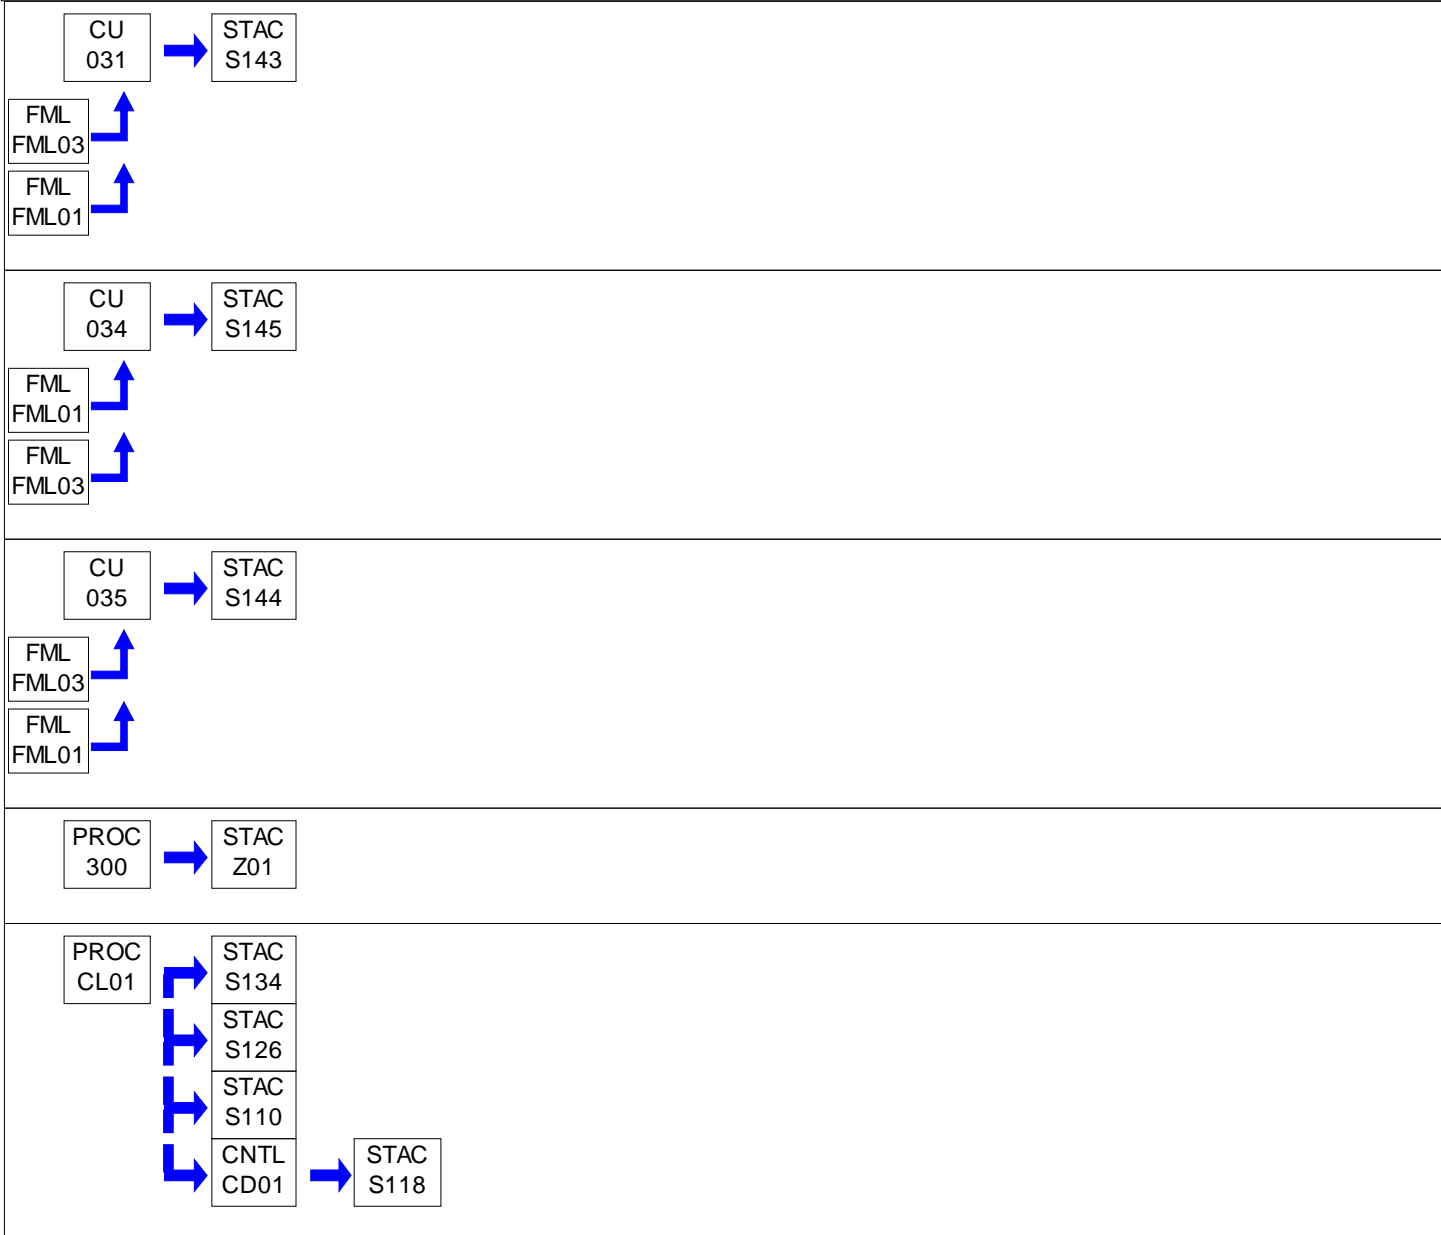 CU
031
STAC
S143
FML
FML03
FML
FML01
CU
034
STAC
S145
FML
FML01
FML
FML03
CU
035
STAC
S144
FML
FML03
FML
FML01
PROC
300
STAC
Z01
PROC
CL01
STAC
S134
STAC
S126
STAC
S110
CNTL
CD01
STAC
S118